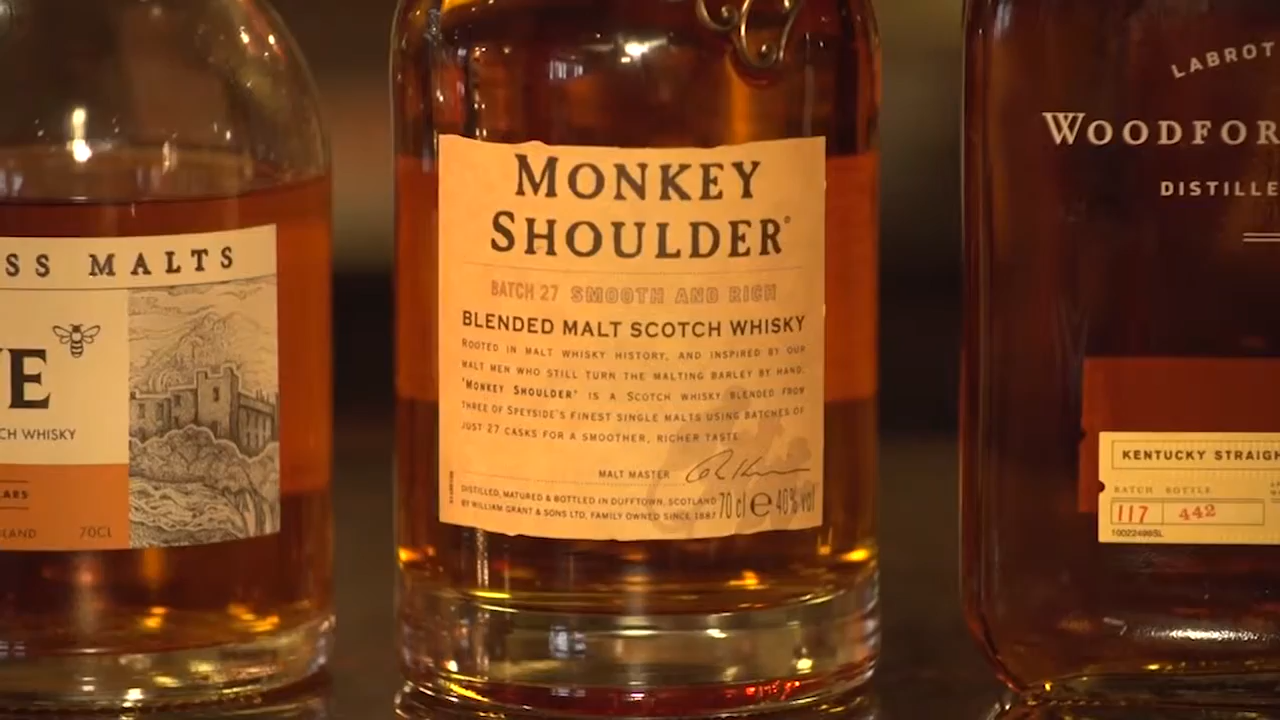 SS MALTS
VE
CH WHISKY
LARS
LAND 70CL
MONKEY
SHOULDER®
BATCH 27 SMOOTH AND RICH
BLENDED MALT SCOTCH WHISKY
ROOTED IN MALT WHISKY HISTORY, AND INSPIRED BY OUR
MALT MEN WHO STILL TURN THE MALTING BARLEY BY HAND,
'MONKEY SHOULDER' IS A SCOTCH WHISKY BLENDED FROM
THREE OF SPEYSIDE'S FINEST SINGLE MALTS USING BATCHES OF
JUST 27 CASKS FOR A SMOOTHER, RICHER TASTE.
MALT MASTER
DISTILLED, MATURED & BOTTLED IN DUFFTOWN, SCOTLAND
BY WILLIAM GRANT & SONS LTD, FAMILY OWNED SINCE 1887
70 cl e 40% vol
LABROT
WOODFOR
DISTILLE
KENTUCKY STRAIGH
BATCH BOTTLE
117 442